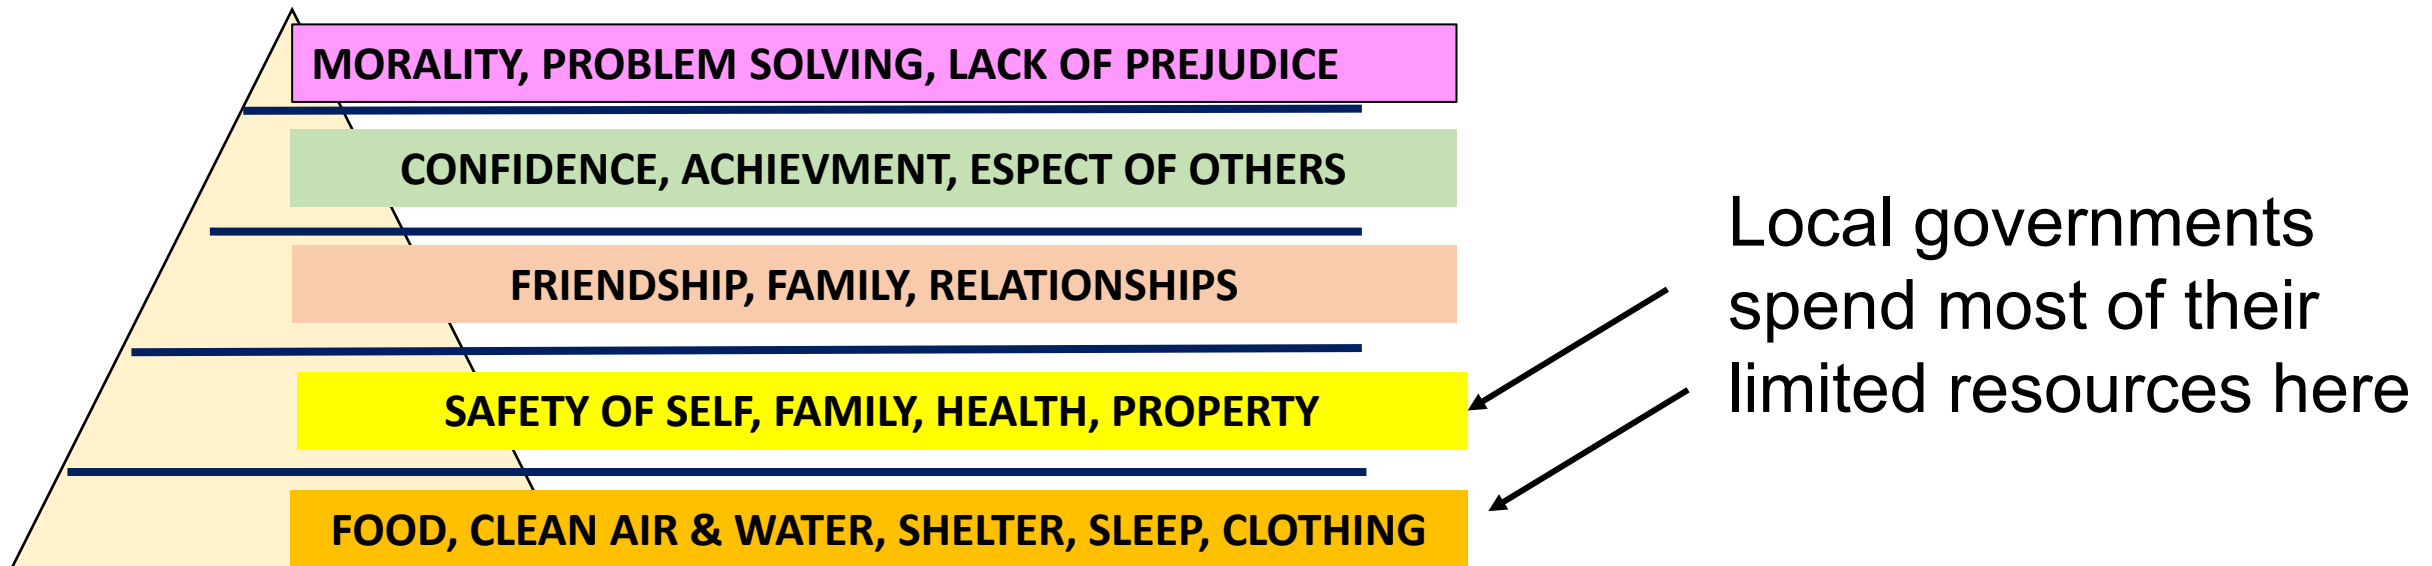 MORALITY, PROBLEM SOLVING, LACK OF PREJUDICE
CONFIDENCE, ACHIEVMENT, ESPECT OF OTHERS
FRIENDSHIP, FAMILY, RELATIONSHIPS
SAFETY OF SELF, FAMILY, HEALTH, PROPERTY
FOOD, CLEAN AIR & WATER, SHELTER, SLEEP, CLOTHING
Local governments
spend most of their
limited resources here